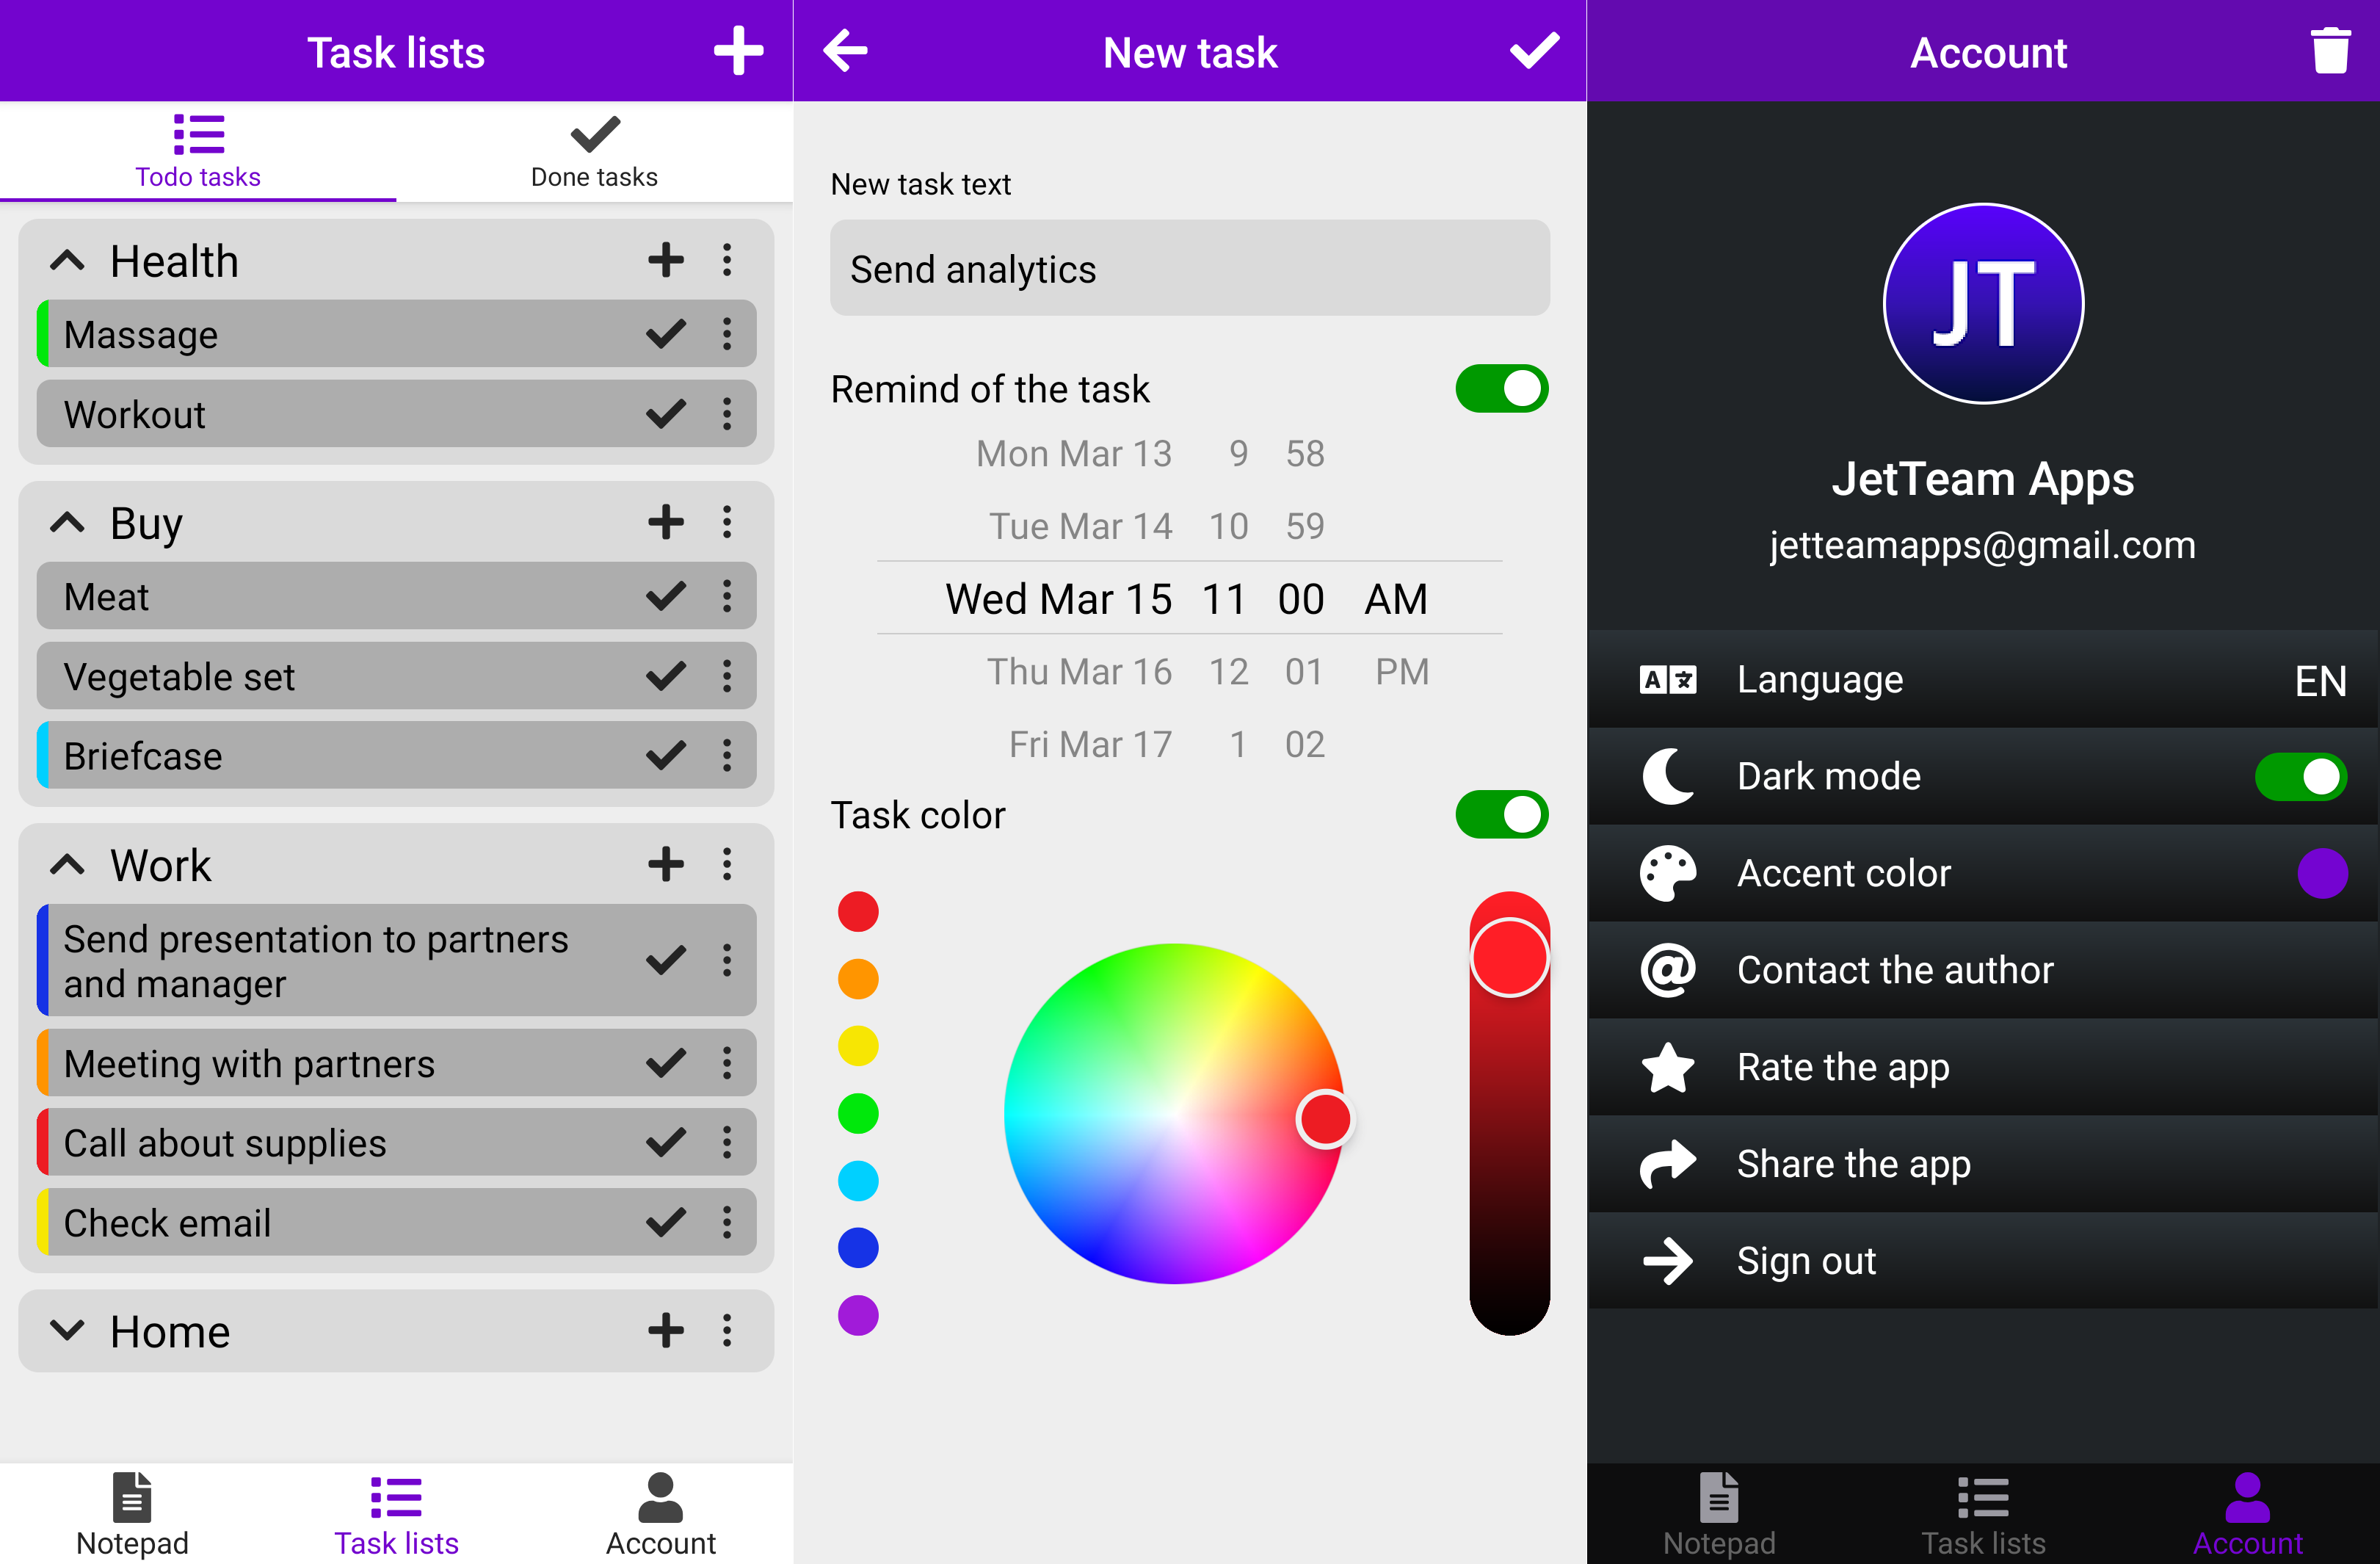 Task lists
Todo tasks
Done tasks
Health
Massage
Workout
Buy
Meat
Vegetable set
Briefcase
Work
Send presentation to partners
and manager
Meeting with partners
Call about supplies
Check email
Home
Notepad
Task lists
Account
New task
New task text
Send analytics
Remind of the task
Mon Mar 13 9 58
Tue Mar 14 10 59
Wed Mar 15 11 00 AM
Thu Mar 16 12 01 PM
Fri Mar 17 1 02
Task color
Account
JT
JetTeam Apps
jetteamapps@gmail.com
A 文 Language EN
Dark mode
Accent color
@ Contact the author
Rate the app
Share the app
Sign out
Notepad
Task lists
Account